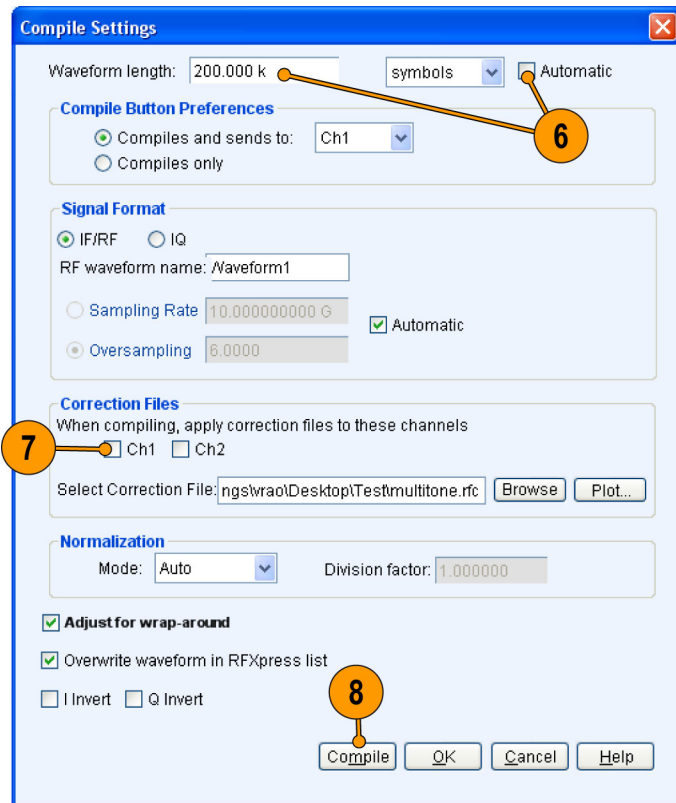 Compile Settings
Waveform length: 200.000 k symbols Automatic
6
Compile Button Preferences
Compiles and sends to: Ch1
Compiles only
Signal Format
IF/RF IQ
RF waveform name: Waveform1
Sampling Rate 10.000000000 G
Automatic
Oversampling 6.0000
Correction Files
When compiling, apply correction files to these channels
7 Ch1 Ch2
Select Correction File: ngs\vrao\Desktop\Test\multitone.rfc Browse Plot...
Normalization
Mode: Auto Division factor: 1.000000
Adjust for wrap-around
Overwrite waveform in RFXpress list
I Invert Q Invert
8
Compile OK Cancel Help